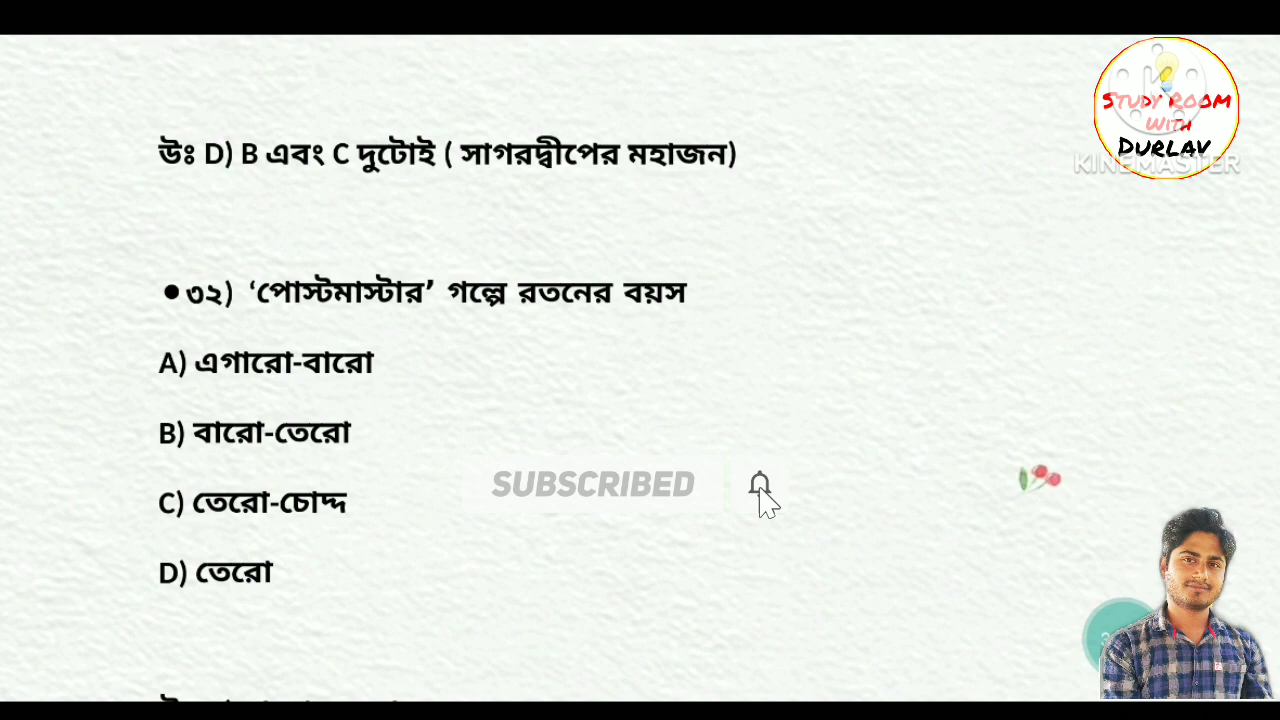 STUDY ROOM
WITH
DURLAV
KINEMASTER
উঃ D) B এবং C দুটোই ( সাগরদ্বীপের মহাজন)
●৩২) ‘পোস্টমাস্টার’ গল্পে রতনের বয়স
A) এগারো-বারো
B) বারো-তেরো
SUBSCRIBED
C) তেরো-চোদ্দ
D) তেরো